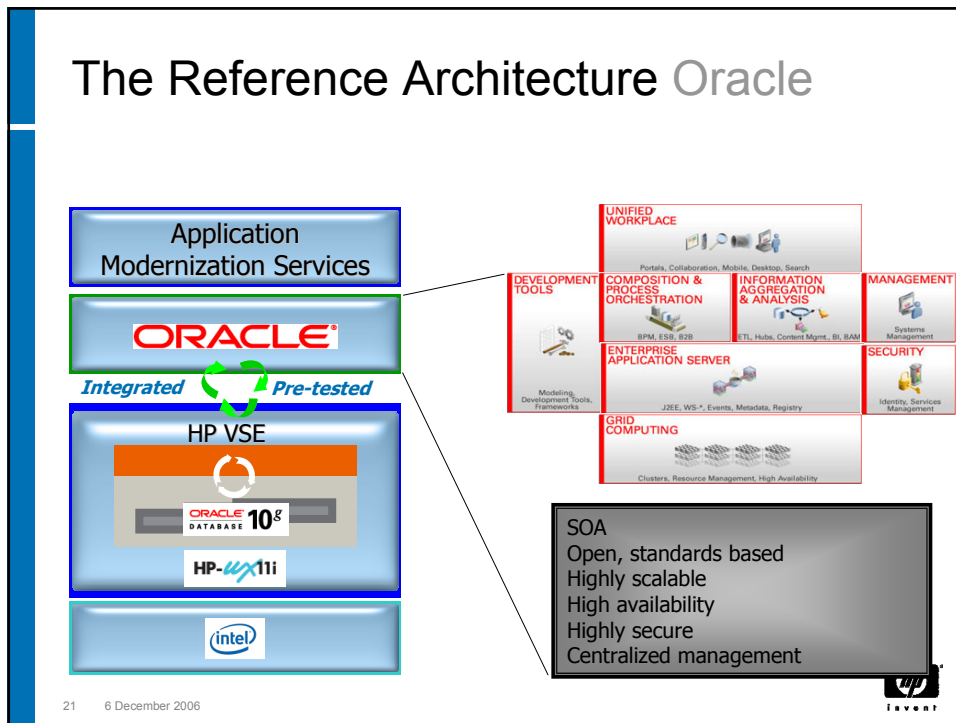 The Reference Architecture Oracle
Application
Modernization Services
ORACLE®
Integrated
Pre-tested
HP VSE
ORACLE®
DATABASE 10g
HP-UX11i
intel
UNIFIED
WORKPLACE
Portals, Collaboration, Mobile, Desktop, Search
DEVELOPMENT
TOOLS
Modeling,
Development Tools,
Frameworks
COMPOSITION &
PROCESS
ORCHESTRATION
BPM, ESB, B2B
INFORMATION
AGGREGATION
& ANALYSIS
ETL, Hubs, Content Mgmt., BI, BAM
MANAGEMENT
Systems
Management
ENTERPRISE
APPLICATION SERVER
J2EE, WS-*, Events, Metadata, Registry
SECURITY
Identity, Services
Management
GRID
COMPUTING
Clusters, Resource Management, High Availability
SOA
Open, standards based
Highly scalable
High availability
Highly secure
Centralized management
hp
invent
21 6 December 2006